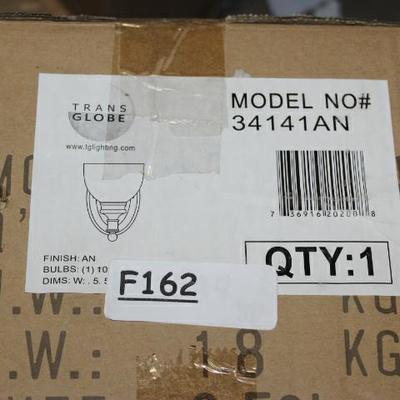 TRANS
GLOBE
www.tglighting.com
MODEL NO#
34141AN
7 36916 20200 8
FINISH: AN
BULBS: (1) 10
DIMS: W: . 5. 5
QTY:1
F162
.W.:
KG
.W.:
18
KG